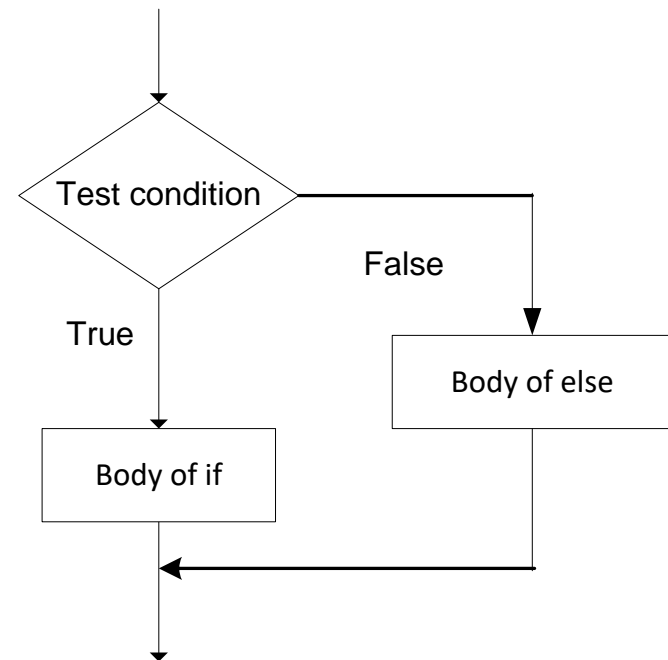 Test condition
False
True
Body of else
Body of if